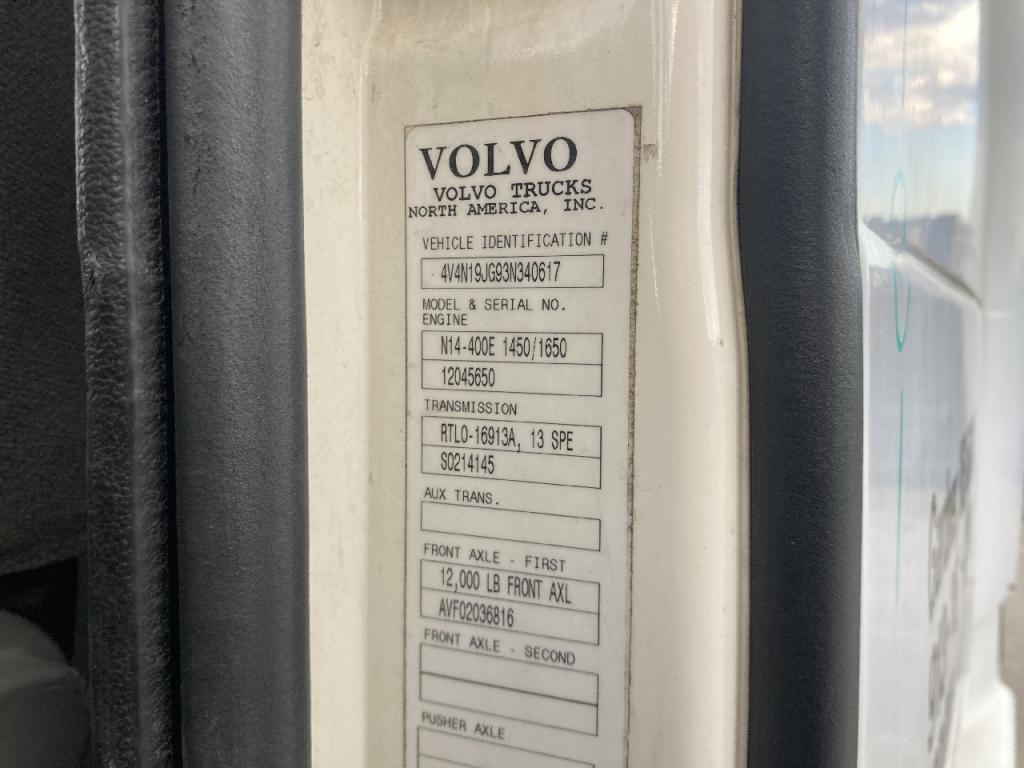 VOLVO
VOLVO TRUCKS
NORTH AMERICA, INC.
VEHICLE IDENTIFICATION #
4V4N19JG93N340617
MODEL & SERIAL NO.
ENGINE
N14-400E 1450/1650
12045650
TRANSMISSION
RTLO-16913A, 13 SPE
S0214145
AUX TRANS.
FRONT AXLE - FIRST
12,000 LB FRONT AXL
AVF02036816
FRONT AXLE - SECOND
PUSHER AXLE